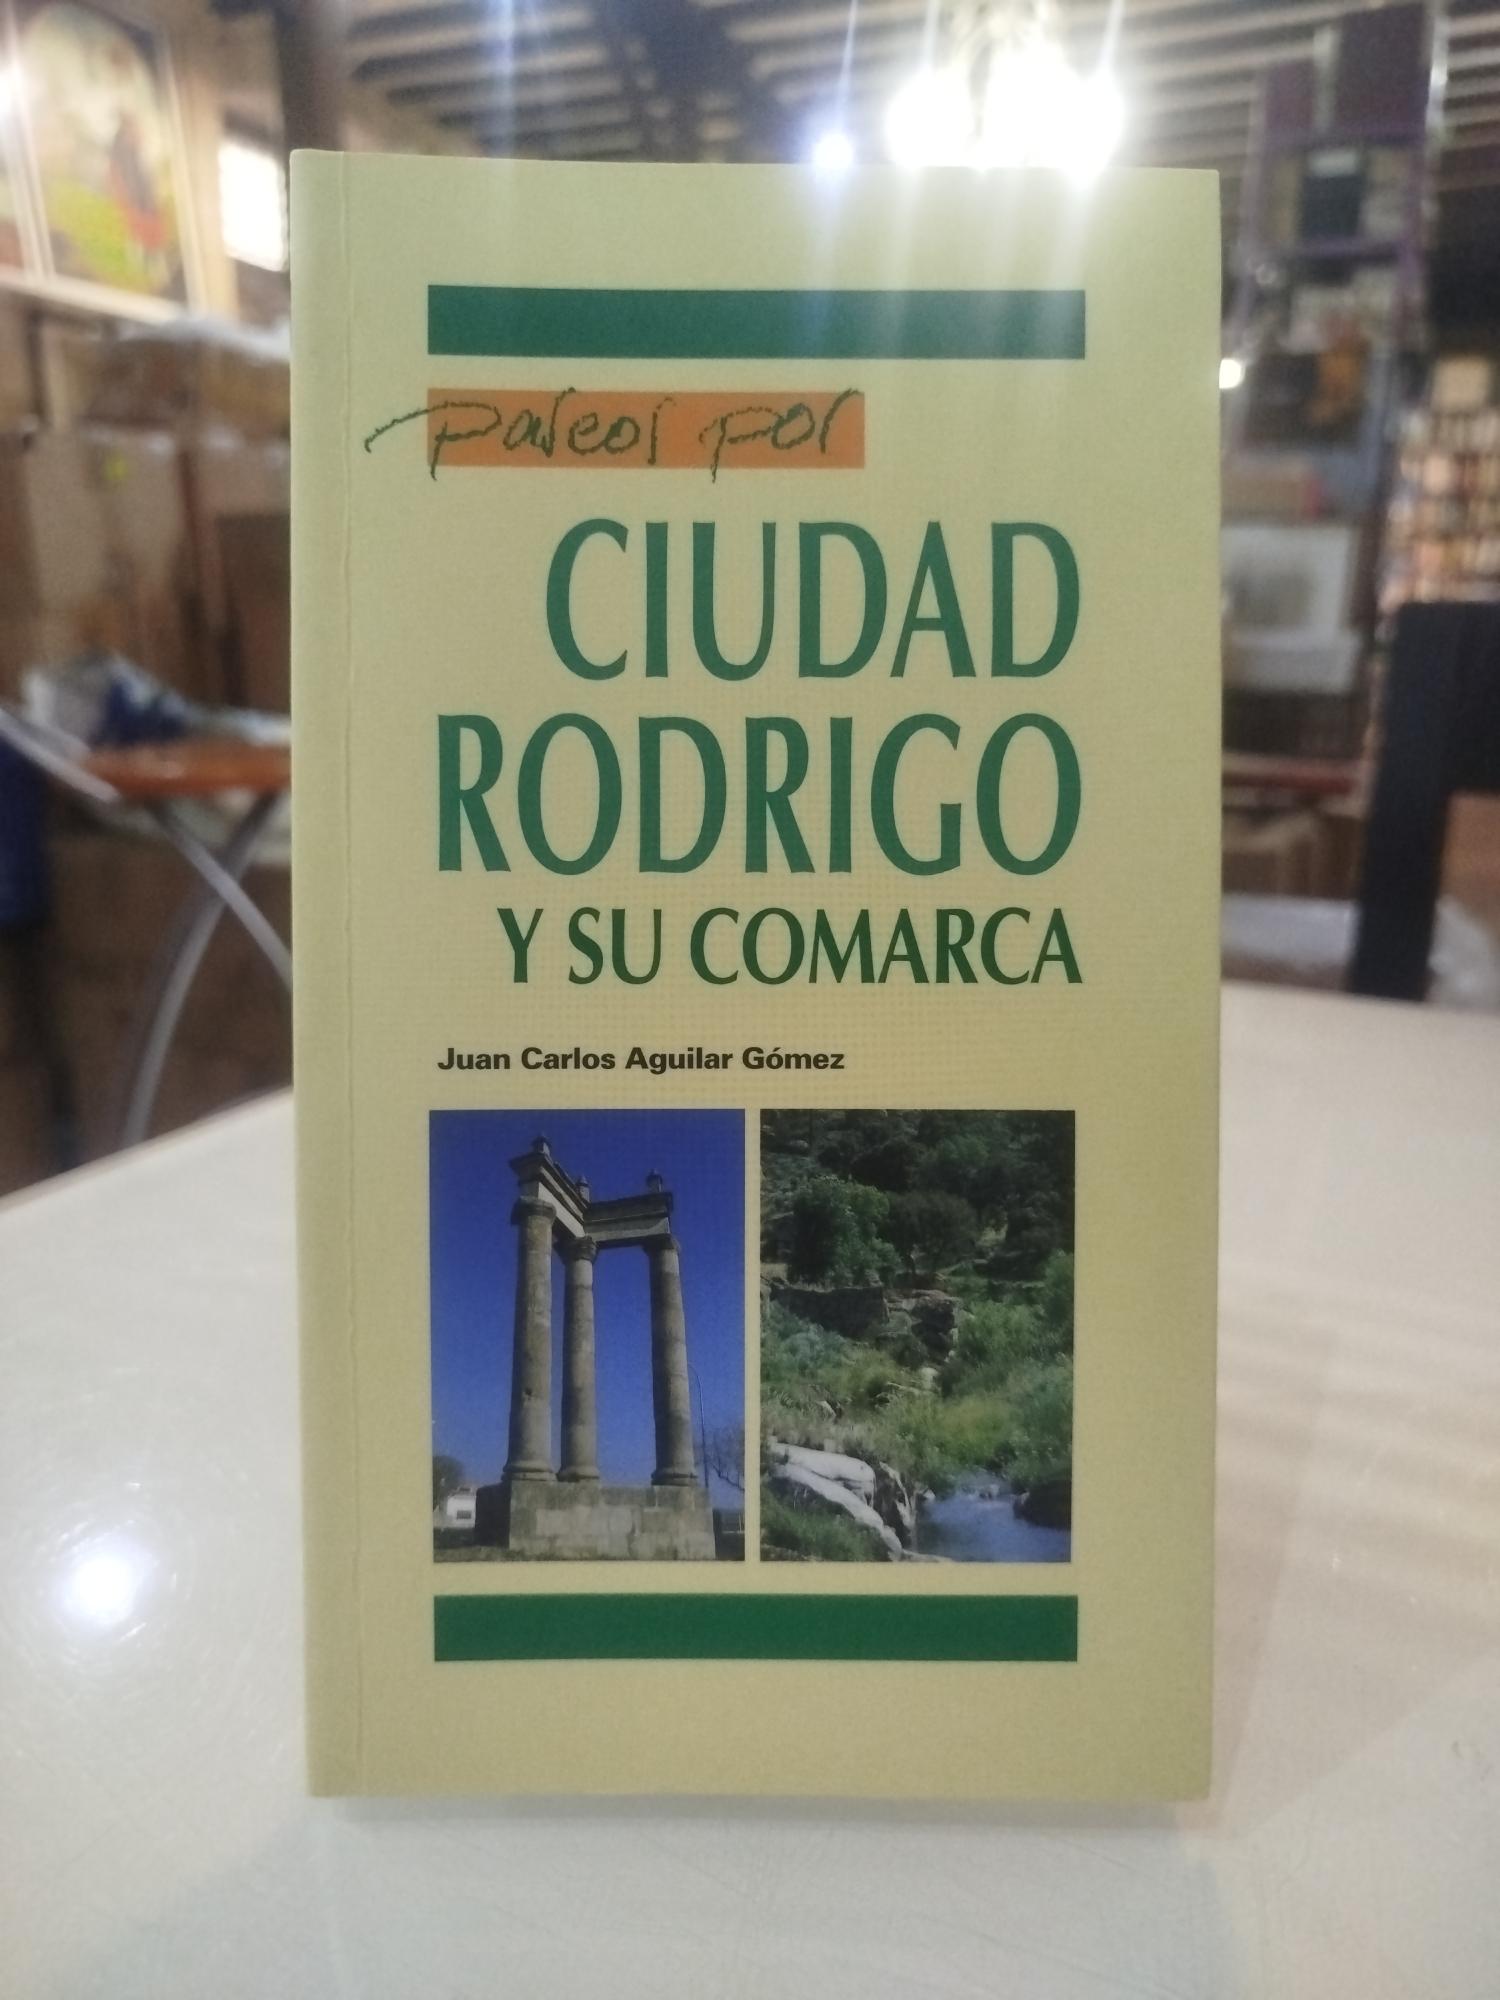 paseos por
CIUDAD
RODRIGO
Y SU COMARCA
Juan Carlos Aguilar Gómez